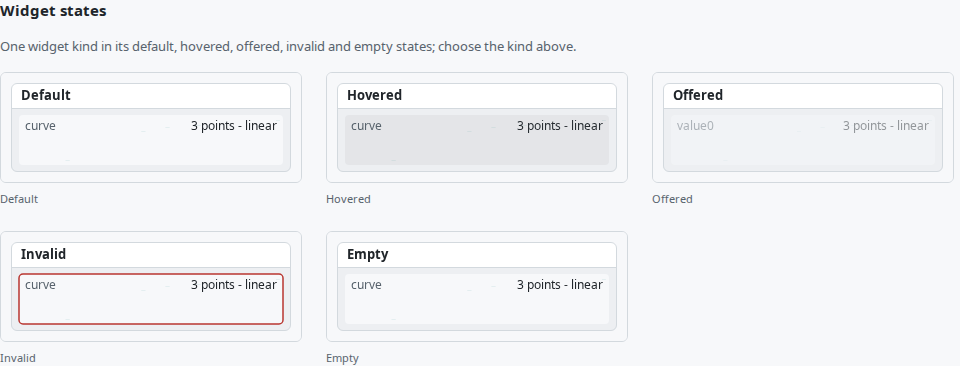 Widget states
One widget kind in its default, hovered, offered, invalid and empty states; choose the kind above.
Default
curve 3 points - linear
Default
Hovered
curve 3 points - linear
Hovered
Offered
value0 3 points - linear
Offered
Invalid
curve 3 points - linear
Invalid
Empty
curve 3 points - linear
Empty